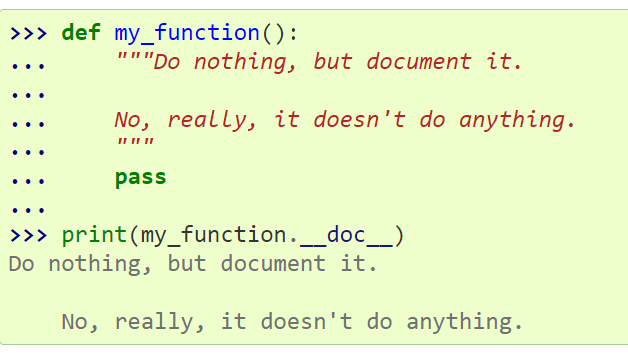 >>> def my_function():
...     """Do nothing, but document it.
...
...     No, really, it doesn't do anything.
...     """
...     pass
...
>>> print(my_function.__doc__)
Do nothing, but document it.

    No, really, it doesn't do anything.